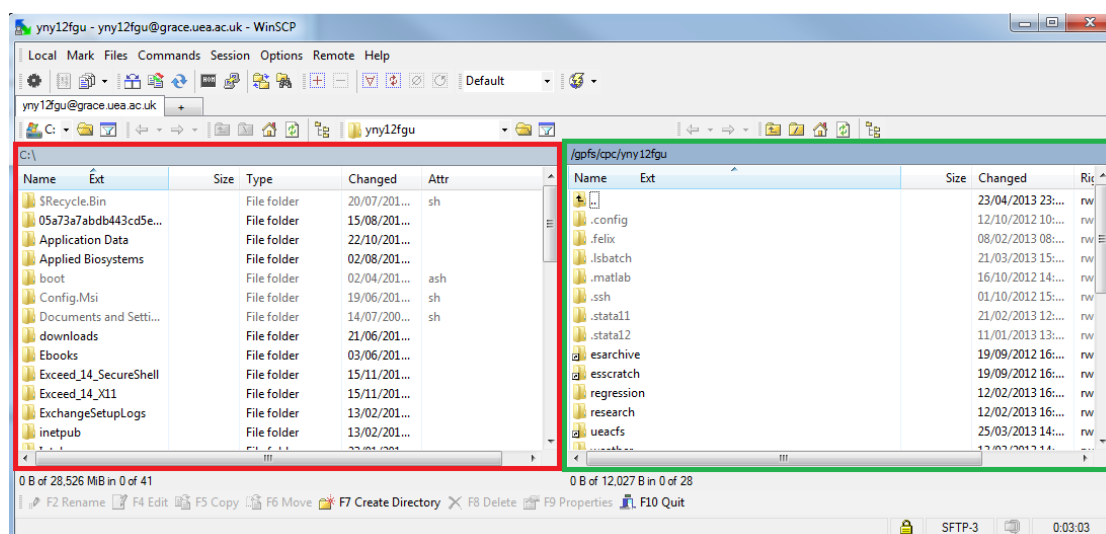 yny12fgu - yny12fgu@grace.uea.ac.uk - WinSCP
Local Mark Files Commands Session Options Remote Help
Default
yny12fgu@grace.uea.ac.uk +
C: yny12fgu
C:\ /gpfs/cpc/yny12fgu
Name Ext Size Type Changed Attr Name Ext Size Changed
$Recycle.Bin File folder 20/07/201... sh .. 23/04/2013 23:... rw
05a73a7abdb443cd5e... File folder 15/08/201... .config 12/10/2012 10:... rw
Application Data File folder 22/10/201... .felix 08/02/2013 08:... rw
Applied Biosystems File folder 02/08/201... .lsbatch 21/03/2013 15:... rw
boot File folder 02/04/201... ash .matlab 16/10/2012 14:... rw
Config.Msi File folder 19/06/201... sh .ssh 01/10/2012 15:... rw
Documents and Setti... File folder 14/07/200... sh .stata11 21/02/2013 12:... rw
downloads File folder 21/06/201... .stata12 11/01/2013 13:... rw
Ebooks File folder 03/06/201... esarchive 19/09/2012 16:... rw
Exceed_14_SecureShell File folder 15/11/201... esscratch 19/09/2012 16:... rw
Exceed_14_X11 File folder 15/11/201... regression 12/02/2013 16:... rw
ExchangeSetupLogs File folder 13/02/201... research 12/02/2013 16:... rw
inetpub File folder 13/02/201... ueacfs 25/03/2013 14:... rw
0 B of 28,526 MiB in 0 of 41 0 B of 12,027 B in 0 of 28
F2 Rename F4 Edit F5 Copy F6 Move F7 Create Directory F8 Delete F9 Properties F10 Quit
SFTP-3 0:03:03